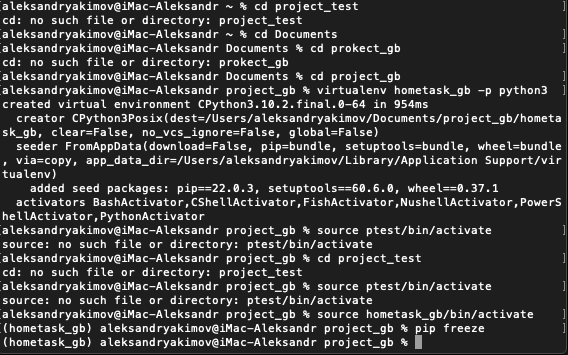 [aleksandryakimov@iMac-Aleksandr ~ % cd project_test ]
cd: no such file or directory: project_test
[aleksandryakimov@iMac-Aleksandr ~ % cd Documents ]
[aleksandryakimov@iMac-Aleksandr Documents % cd prokect_gb ]
cd: no such file or directory: prokect_gb
[aleksandryakimov@iMac-Aleksandr Documents % cd project_gb ]
[aleksandryakimov@iMac-Aleksandr project_gb % virtualenv hometask_gb -p python3 ]
created virtual environment CPython3.10.2.final.0-64 in 954ms
creator CPython3Posix(dest=/Users/aleksandryakimov/Documents/project_gb/hometa
sk_gb, clear=False, no_vcs_ignore=False, global=False)
seeder FromAppData(download=False, pip=bundle, setuptools=bundle, wheel=bundle
, via=copy, app_data_dir=/Users/aleksandryakimov/Library/Application Support/vir
tualenv)
added seed packages: pip==22.0.3, setuptools==60.6.0, wheel==0.37.1
activators BashActivator,CShellActivator,FishActivator,NushellActivator,PowerS
hellActivator,PythonActivator
[aleksandryakimov@iMac-Aleksandr project_gb % source ptest/bin/activate ]
source: no such file or directory: ptest/bin/activate
[aleksandryakimov@iMac-Aleksandr project_gb % cd project_test ]
cd: no such file or directory: project_test
[aleksandryakimov@iMac-Aleksandr project_gb % source ptest/bin/activate ]
source: no such file or directory: ptest/bin/activate
[aleksandryakimov@iMac-Aleksandr project_gb % source hometask_gb/bin/activate ]
[(hometask_gb) aleksandryakimov@iMac-Aleksandr project_gb % pip freeze ]
(hometask_gb) aleksandryakimov@iMac-Aleksandr project_gb %